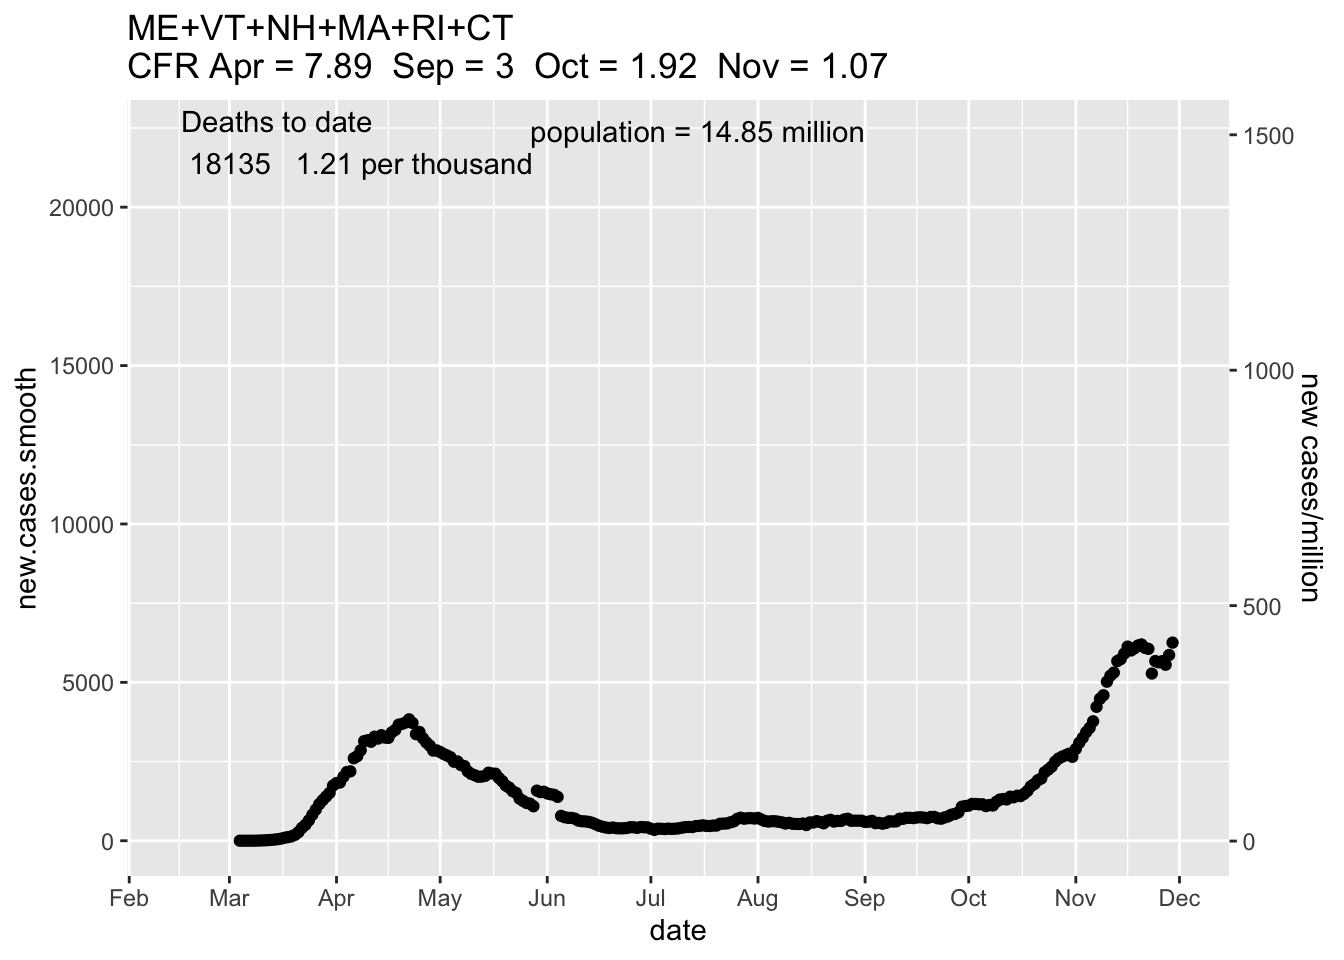 ME+VT+NH+MA+RI+CT
CFR Apr = 7.89  Sep = 3  Oct = 1.92  Nov = 1.07
Deaths to date
population = 14.85 million
18135   1.21 per thousand
1500
20000
15000
1000
new.cases.smooth
new cases/million
10000
500
5000
0
0
Feb Mar Apr May Jun Jul Aug Sep Oct Nov Dec
date